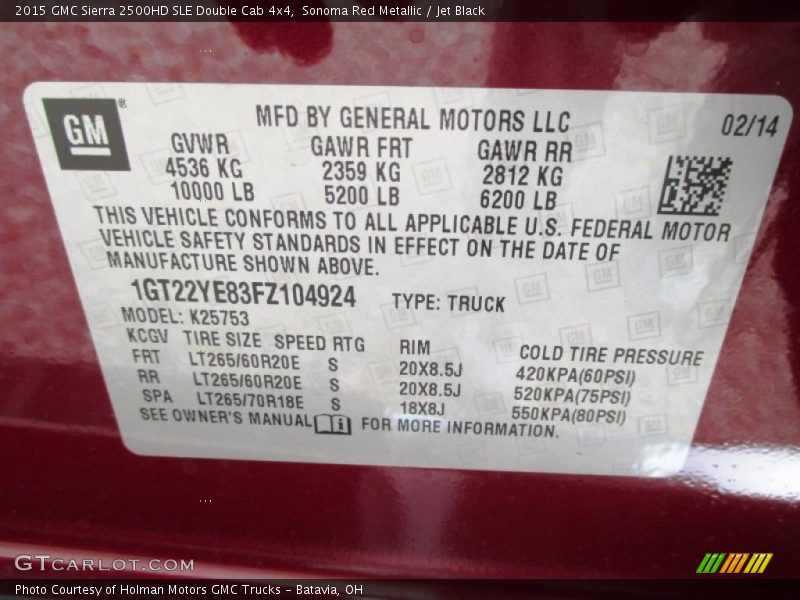 2015 GMC Sierra 2500HD SLE Double Cab 4x4, Sonoma Red Metallic / Jet Black
GM
MFD BY GENERAL MOTORS LLC
02/14
GVWR GAWR FRT GAWR RR
4536 KG 2359 KG 2812 KG
10000 LB 5200 LB 6200 LB
THIS VEHICLE CONFORMS TO ALL APPLICABLE U.S. FEDERAL MOTOR
VEHICLE SAFETY STANDARDS IN EFFECT ON THE DATE OF
MANUFACTURE SHOWN ABOVE.
1GT22YE83FZ104924 TYPE: TRUCK
MODEL: K25753
KCGV TIRE SIZE SPEED RTG RIM COLD TIRE PRESSURE
FRT LT265/60R20E S 20X8.5J 420KPA(60PSI)
RR LT265/60R20E S 20X8.5J 520KPA(75PSI)
SPA LT265/70R18E S 18X8J 550KPA(80PSI)
SEE OWNER'S MANUAL FOR MORE INFORMATION.
GTCARLOT.COM
Photo Courtesy of Holman Motors GMC Trucks - Batavia, OH